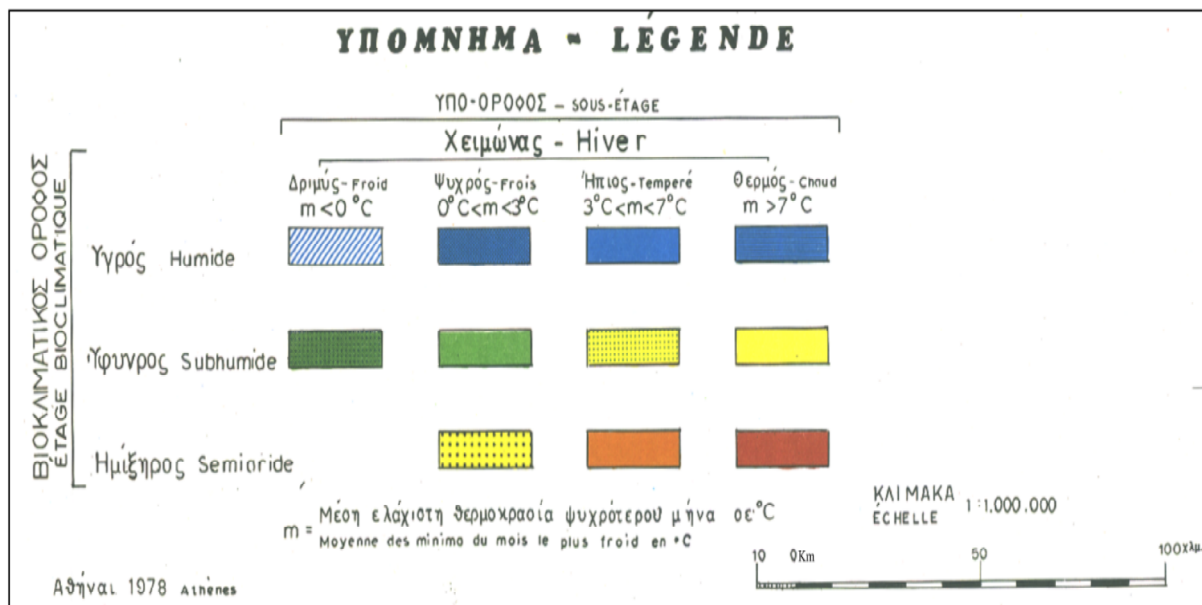 ΥΠΟΜΝΗΜΑ - LÉGENDE
ΥΠΟ-ΟΡΟΦΟΣ - SOUS-ÉTAGE
Χειμώνας - Hiver
Δριμύς-Froid Ψυχρός-Frois Ήπιος-Temperé Θερμός-Chaud
m<0°C 0°C<m<3°C 3°C<m<7°C m>7°C
ΒΙΟΚΛΙΜΑΤΙΚΟΣ ΟΡΟΦΟΣ
ÉTAGE BIOCLIMATIQUE
Υγρός Humide
Ύφυγρος Subhumide
Ημίξηρος Semiaride
m = Μέση ελάχιστη θερμοκρασία ψυχρότερου μήνα σε °C
Moyenne des minima du mois le plus froid en °C
ΚΛΙΜΑΚΑ 1:1.000.000
ÉCHELLE
10 0Km 50 100χλμ.
Αθήναι 1978 Athènes